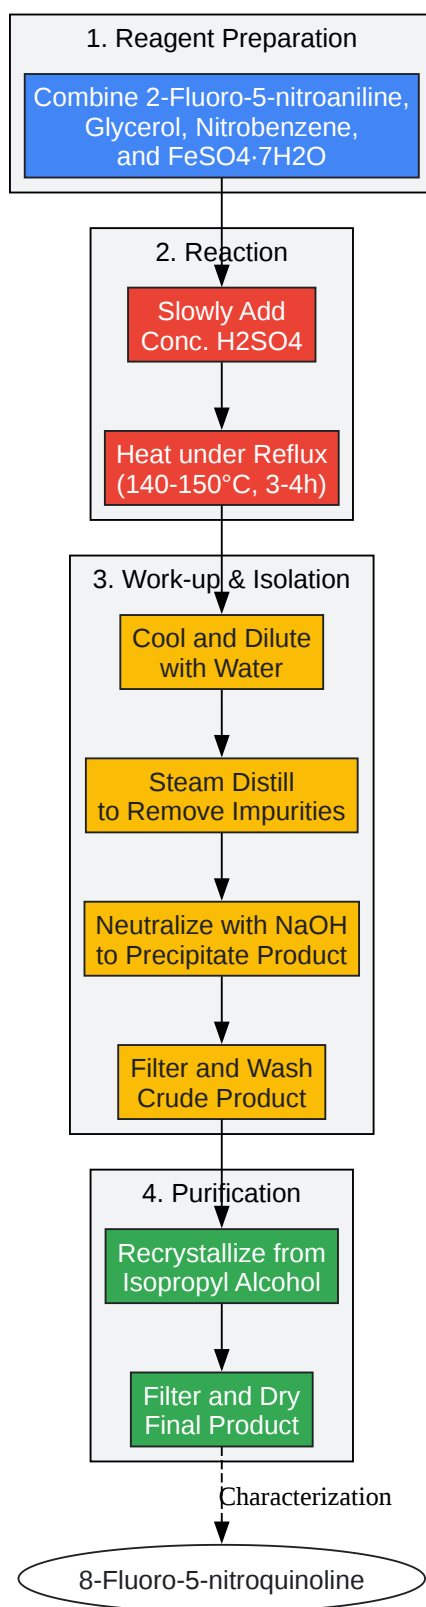 1. Reagent Preparation
Combine 2-Fluoro-5-nitroaniline,
Glycerol, Nitrobenzene,
and FeSO4·7H2O
2. Reaction
Slowly Add
Conc. H2SO4
Heat under Reflux
(140-150°C, 3-4h)
3. Work-up & Isolation
Cool and Dilute
with Water
Steam Distill
to Remove Impurities
Neutralize with NaOH
to Precipitate Product
Filter and Wash
Crude Product
4. Purification
Recrystallize from
Isopropyl Alcohol
Filter and Dry
Final Product
Characterization
8-Fluoro-5-nitroquinoline